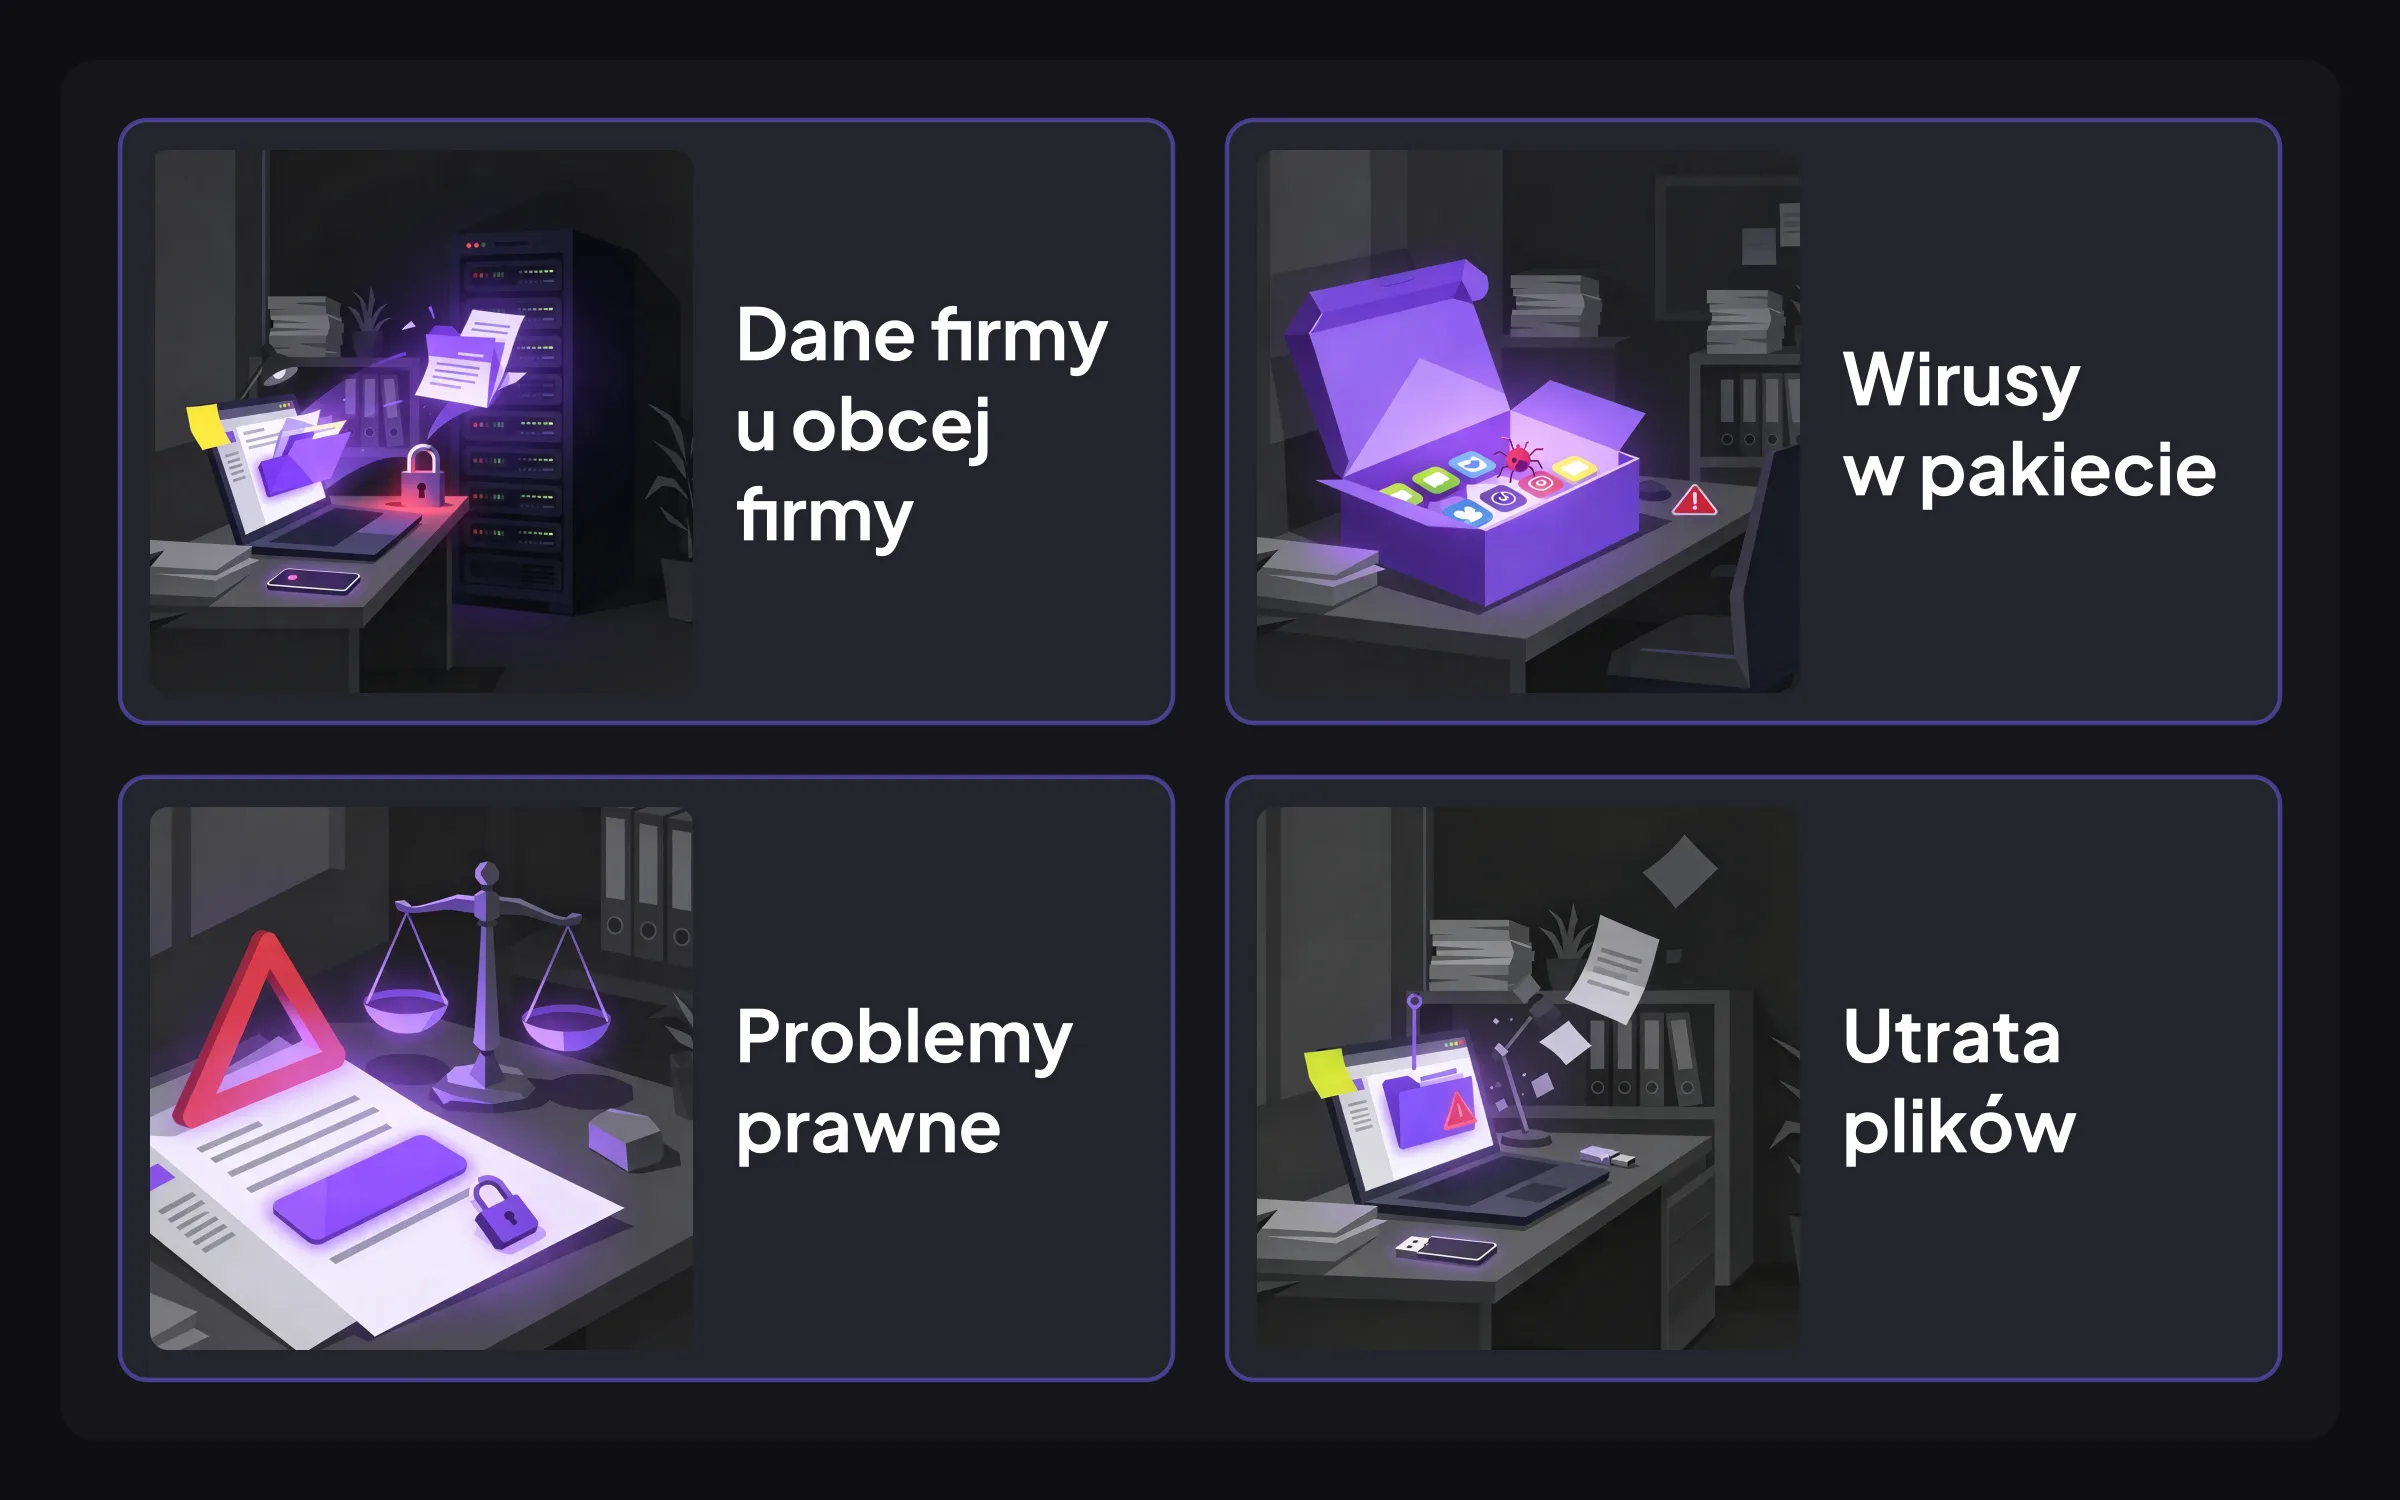 Dane firmy
u obcej
firmy
Wirusy
w pakiecie
Problemy
prawne
Utrata
plików